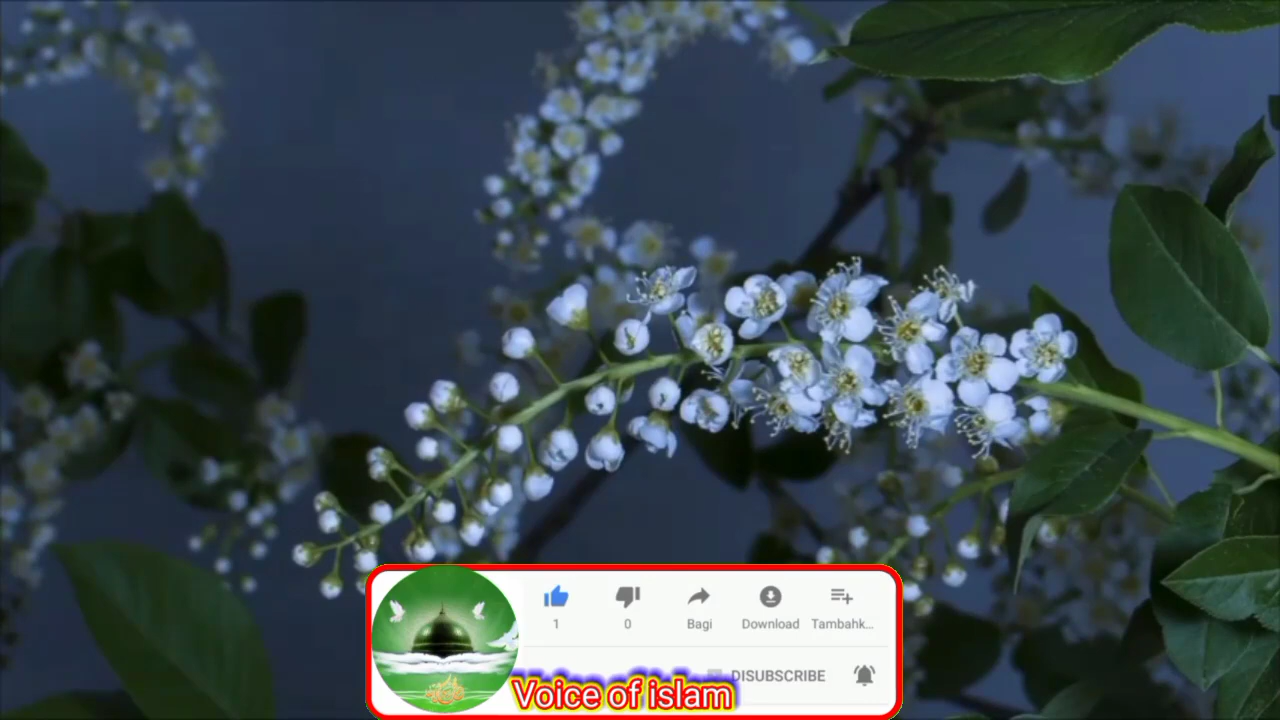 1
0
Bagi
Download
Tambahk...
DISUBSCRIBE
Voice of islam